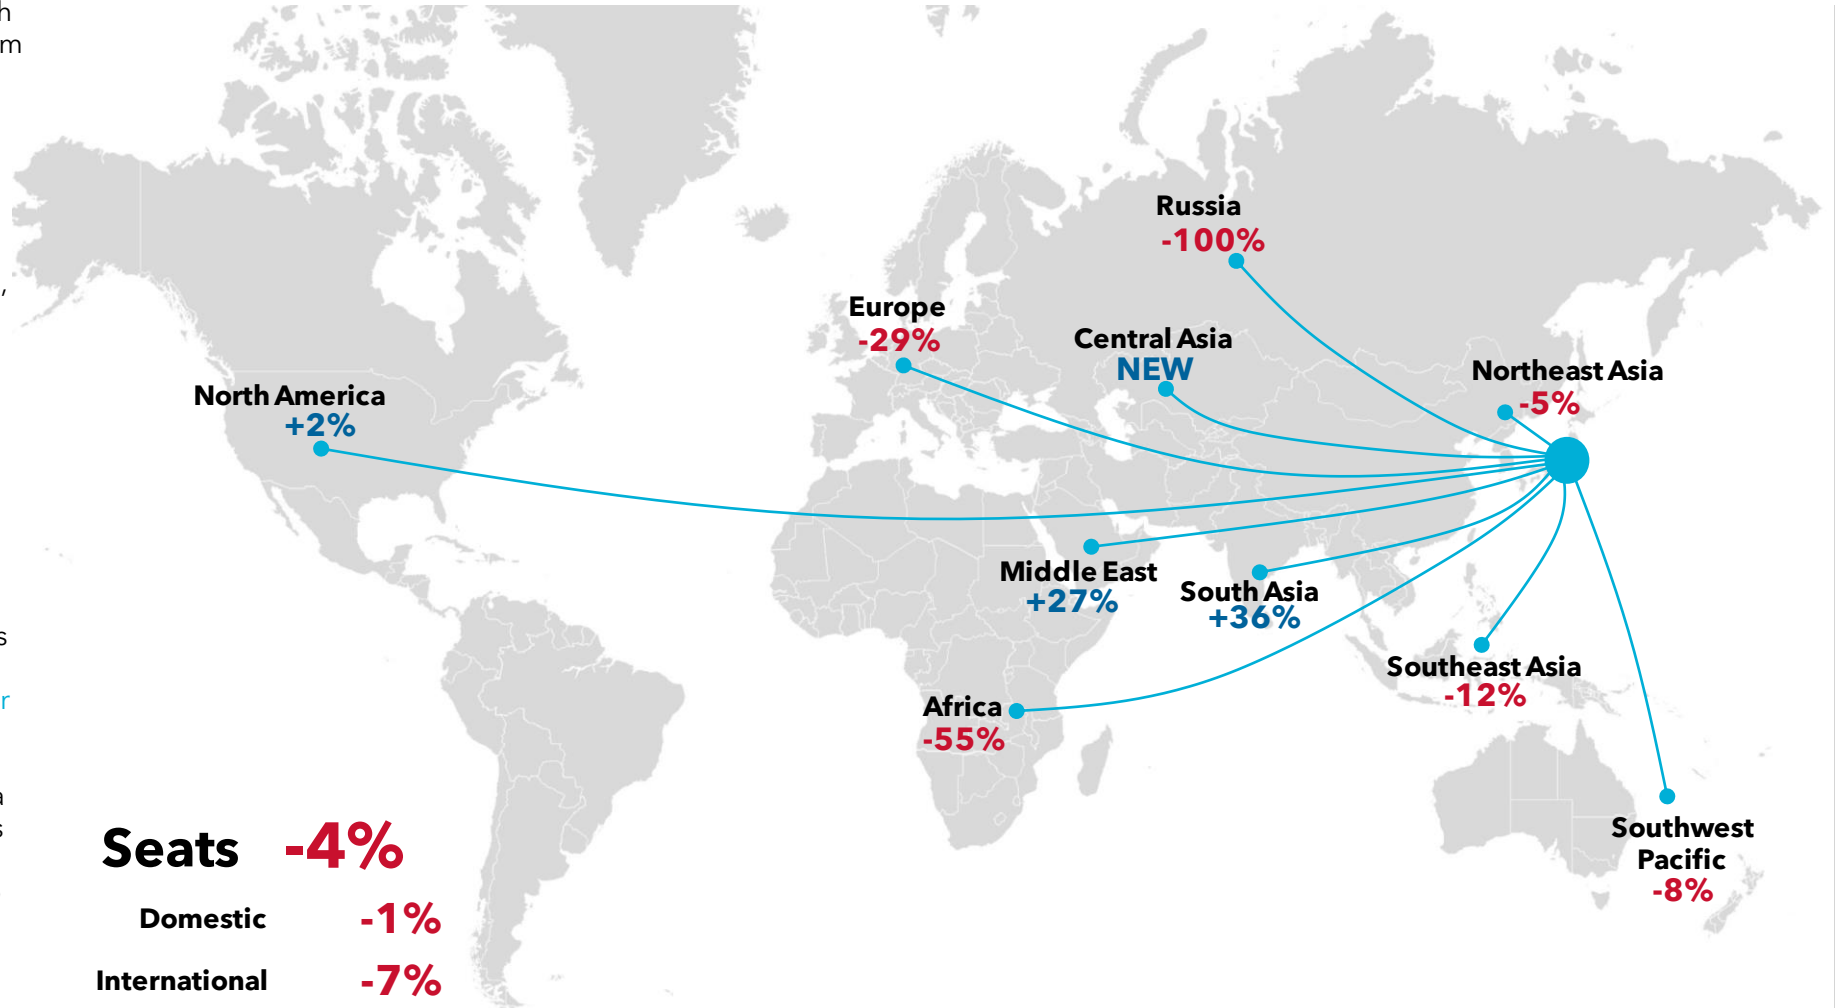 h
m
,
s
r
a
s
Russia
-100%
Europe
-29%
Central Asia
NEW
Northeast Asia
-5%
North America
+2%
Middle East
+27%
South Asia
+36%
Southeast Asia
-12%
Africa
-55%
Southwest
Pacific
-8%
Seats -4%
Domestic -1%
International -7%